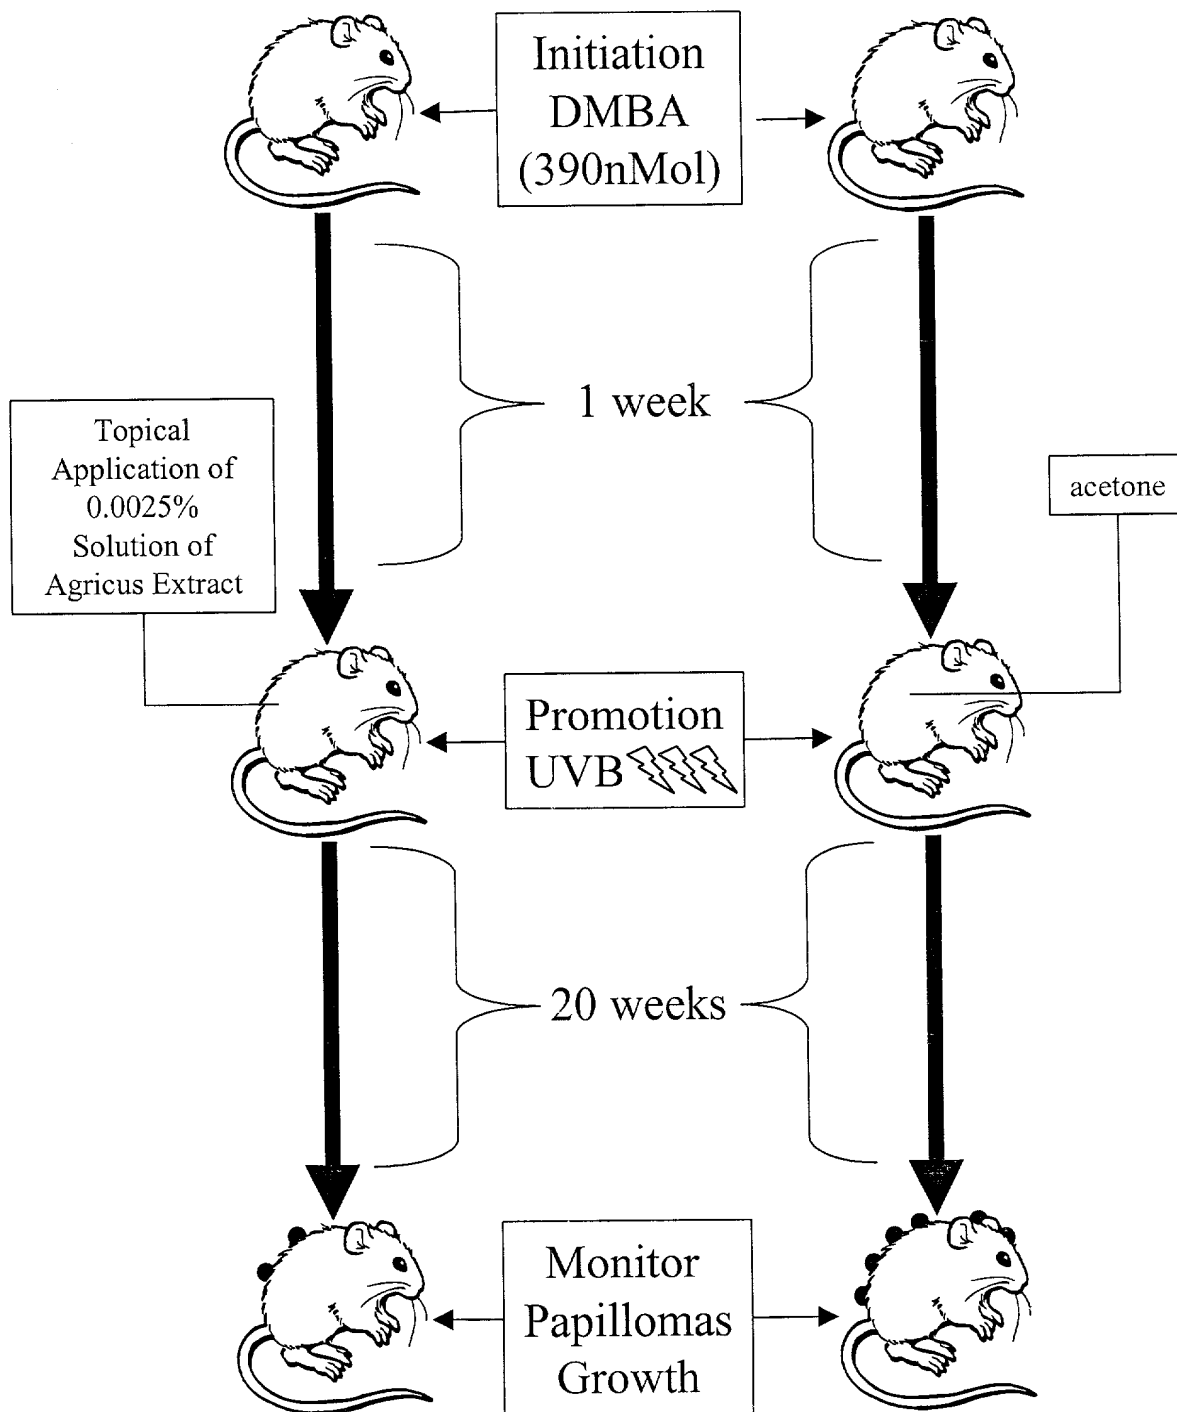 Initiation
DMBA
(390nMol)
1 week
Topical
Application of
0.0025%
Solution of
Agricus Extract
acetone
Promotion
UVB
20 weeks
Monitor
Papillomas
Growth